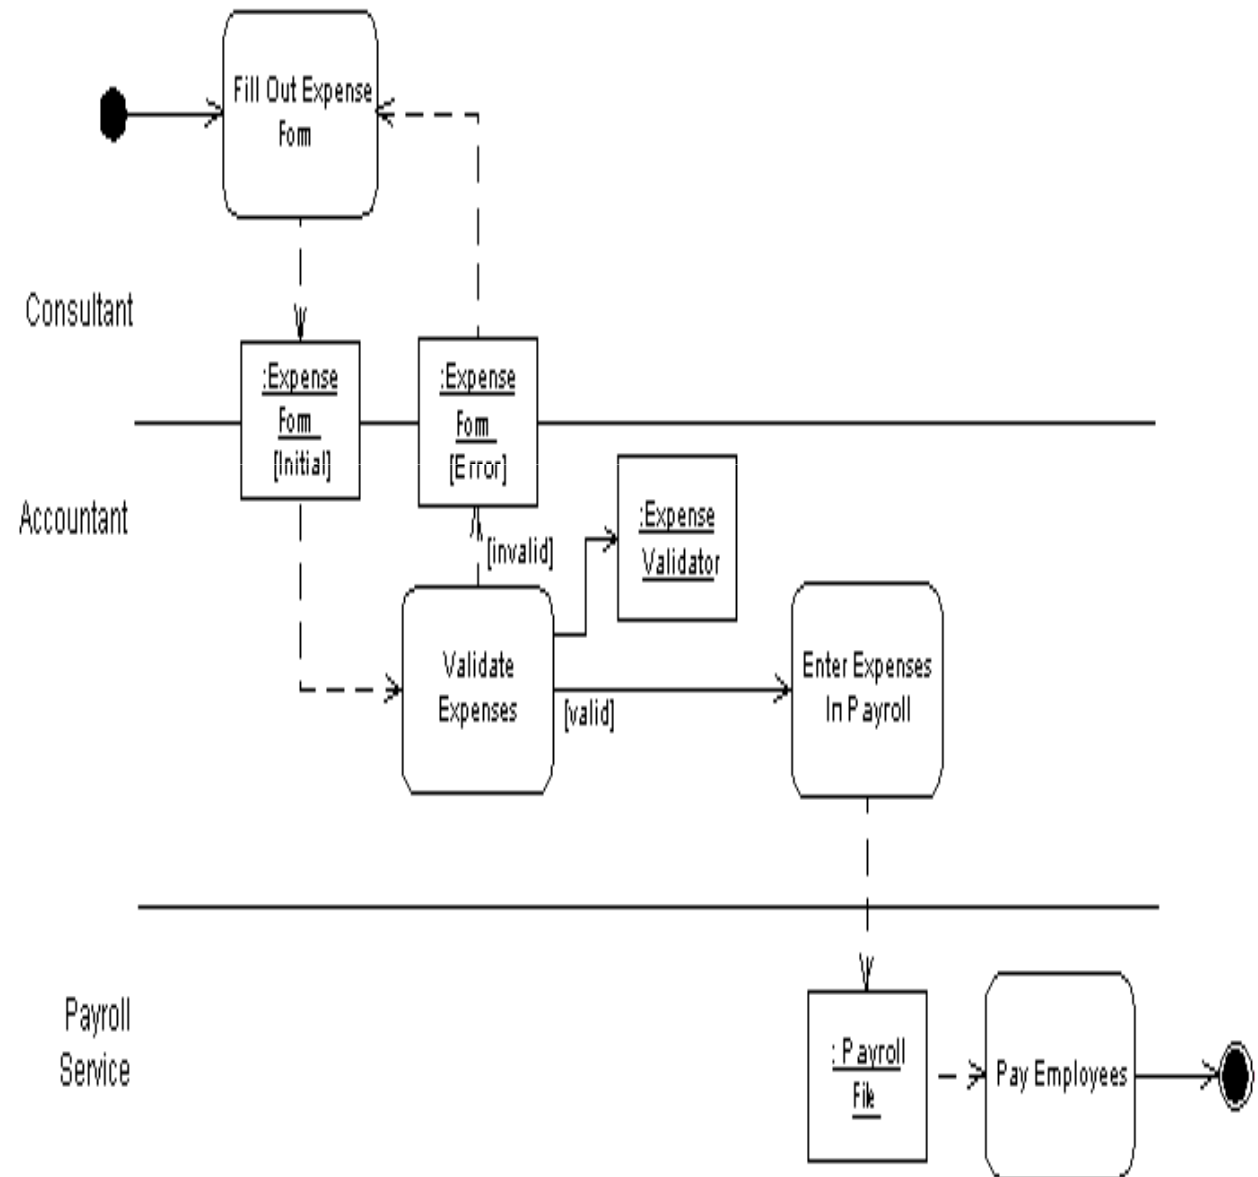 Fill Out Expense
Form
Consultant
:Expense
Form
[Initial]
:Expense
Form
[Error]
Accountant
[invalid]
:Expense
Validator
Validate
Expenses
[valid]
Enter Expenses
In Payroll
Payroll
Service
: Payroll
File
Pay Employees